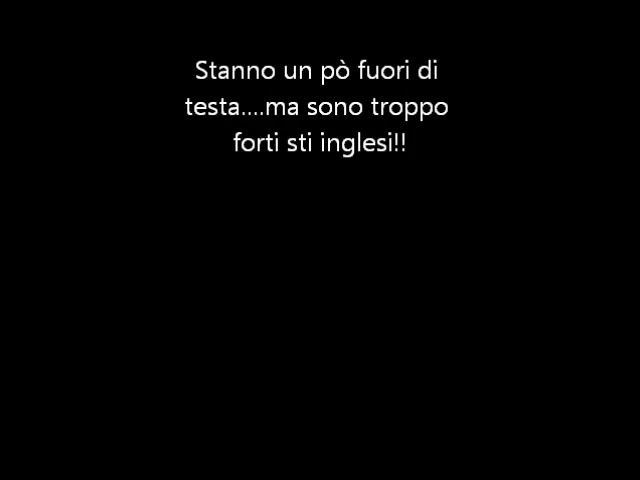 Stanno un pò fuori di
testa....ma sono troppo
forti sti inglesi!!